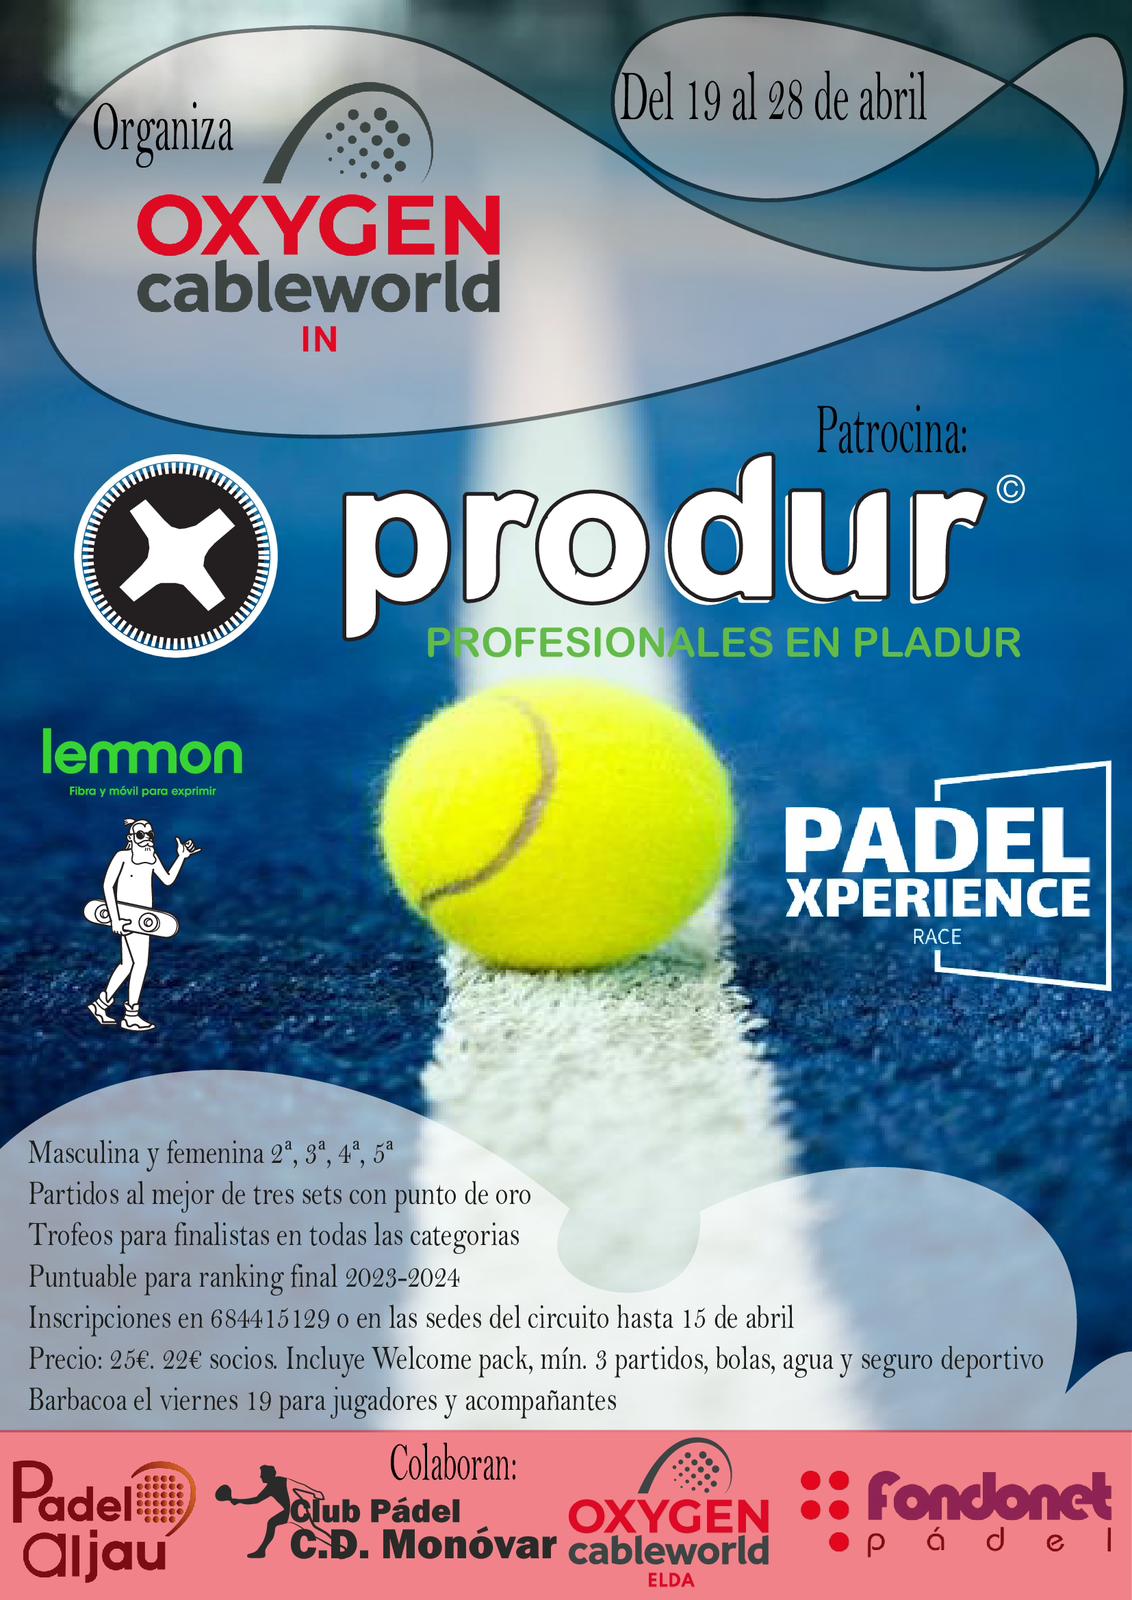 Organiza
Del 19 al 28 de abril
OXYGEN
cableworld
IN
Patrocina:
produr©
PROFESIONALES EN PLADUR
lemmon
Fibra y móvil para exprimir
PADEL
XPERIENCE
RACE
Masculina y femenina 2ª, 3ª, 4ª, 5ª
Partidos al mejor de tres sets con punto de oro
Trofeos para finalistas en todas las categorias
Puntuable para ranking final 2023-2024
Inscripciones en 684415129 o en las sedes del circuito hasta 15 de abril
Precio: 25€. 22€ socios. Incluye Welcome pack, mín. 3 partidos, bolas, agua y seguro deportivo
Barbacoa el viernes 19 para jugadores y acompañantes
Colaboran:
Padel
aljau
Club Pádel
C.D. Monóvar
OXYGEN
cableworld
ELDA
fondonet
pádel